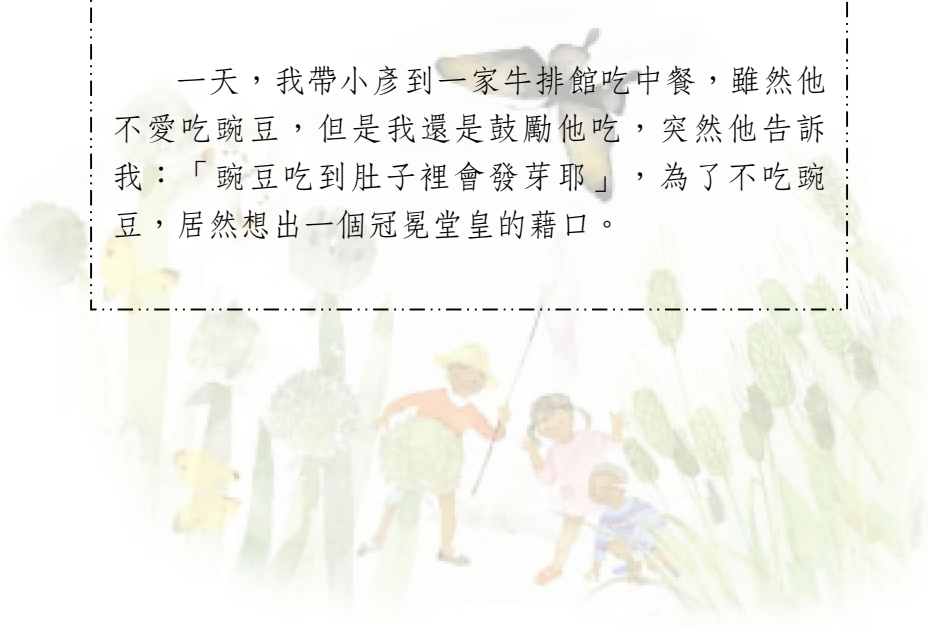 一天，我帶小彥到一家牛排館吃中餐，雖然他
不愛吃豌豆，但是我還是鼓勵他吃，突然他告訴
我：「豌豆吃到肚子裡會發芽耶」，為了不吃豌
豆，居然想出一個冠冕堂皇的藉口。